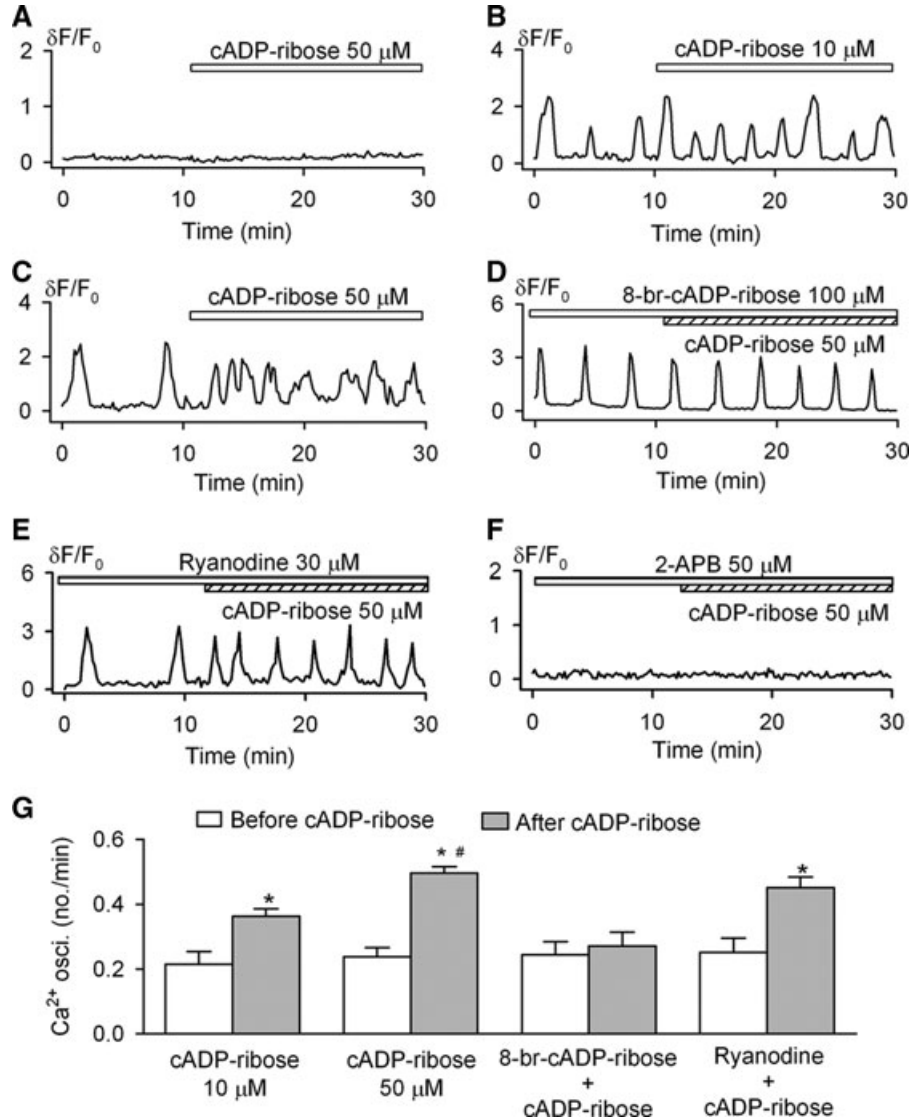 A
δF/F₀
cADP-ribose 50 μM
2
1
0
0 10 20 30
Time (min)
B
δF/F₀
cADP-ribose 10 μM
4
2
0
0 10 20 30
Time (min)
C
δF/F₀
cADP-ribose 50 μM
4
2
0
0 10 20 30
Time (min)
D
δF/F₀
8-br-cADP-ribose 100 μM
cADP-ribose 50 μM
6
3
0
0 10 20 30
Time (min)
E
δF/F₀
Ryanodine 30 μM
cADP-ribose 50 μM
6
3
0
0 10 20 30
Time (min)
F
δF/F₀
2-APB 50 μM
cADP-ribose 50 μM
2
1
0
0 10 20 30
Time (min)
G
Before cADP-ribose After cADP-ribose
Ca²⁺ osci. (no./min)
0.6
0.4
0.2
0.0
* * # *
cADP-ribose
10 μM
cADP-ribose
50 μM
8-br-cADP-ribose
+
cADP-ribose
Ryanodine
+
cADP-ribose